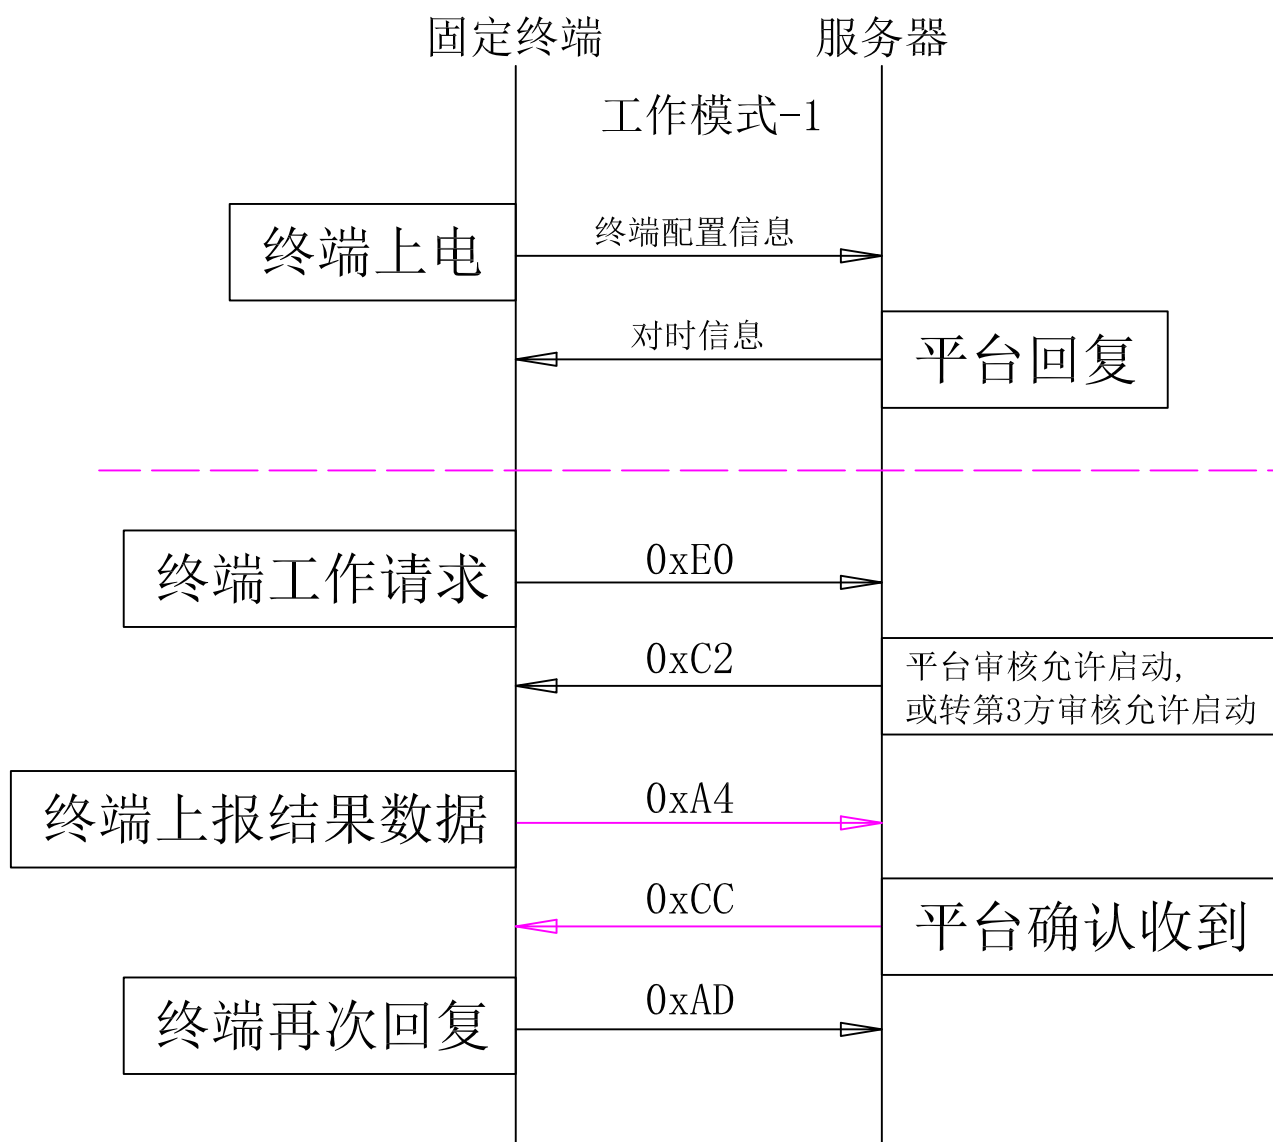 固定终端
服务器
工作模式-1
终端配置信息
终端上电
对时信息
平台回复
0xE0
终端工作请求
0xC2
平台审核允许启动,
或转第3方审核允许启动
0xA4
终端上报结果数据
0xCC
平台确认收到
0xAD
终端再次回复